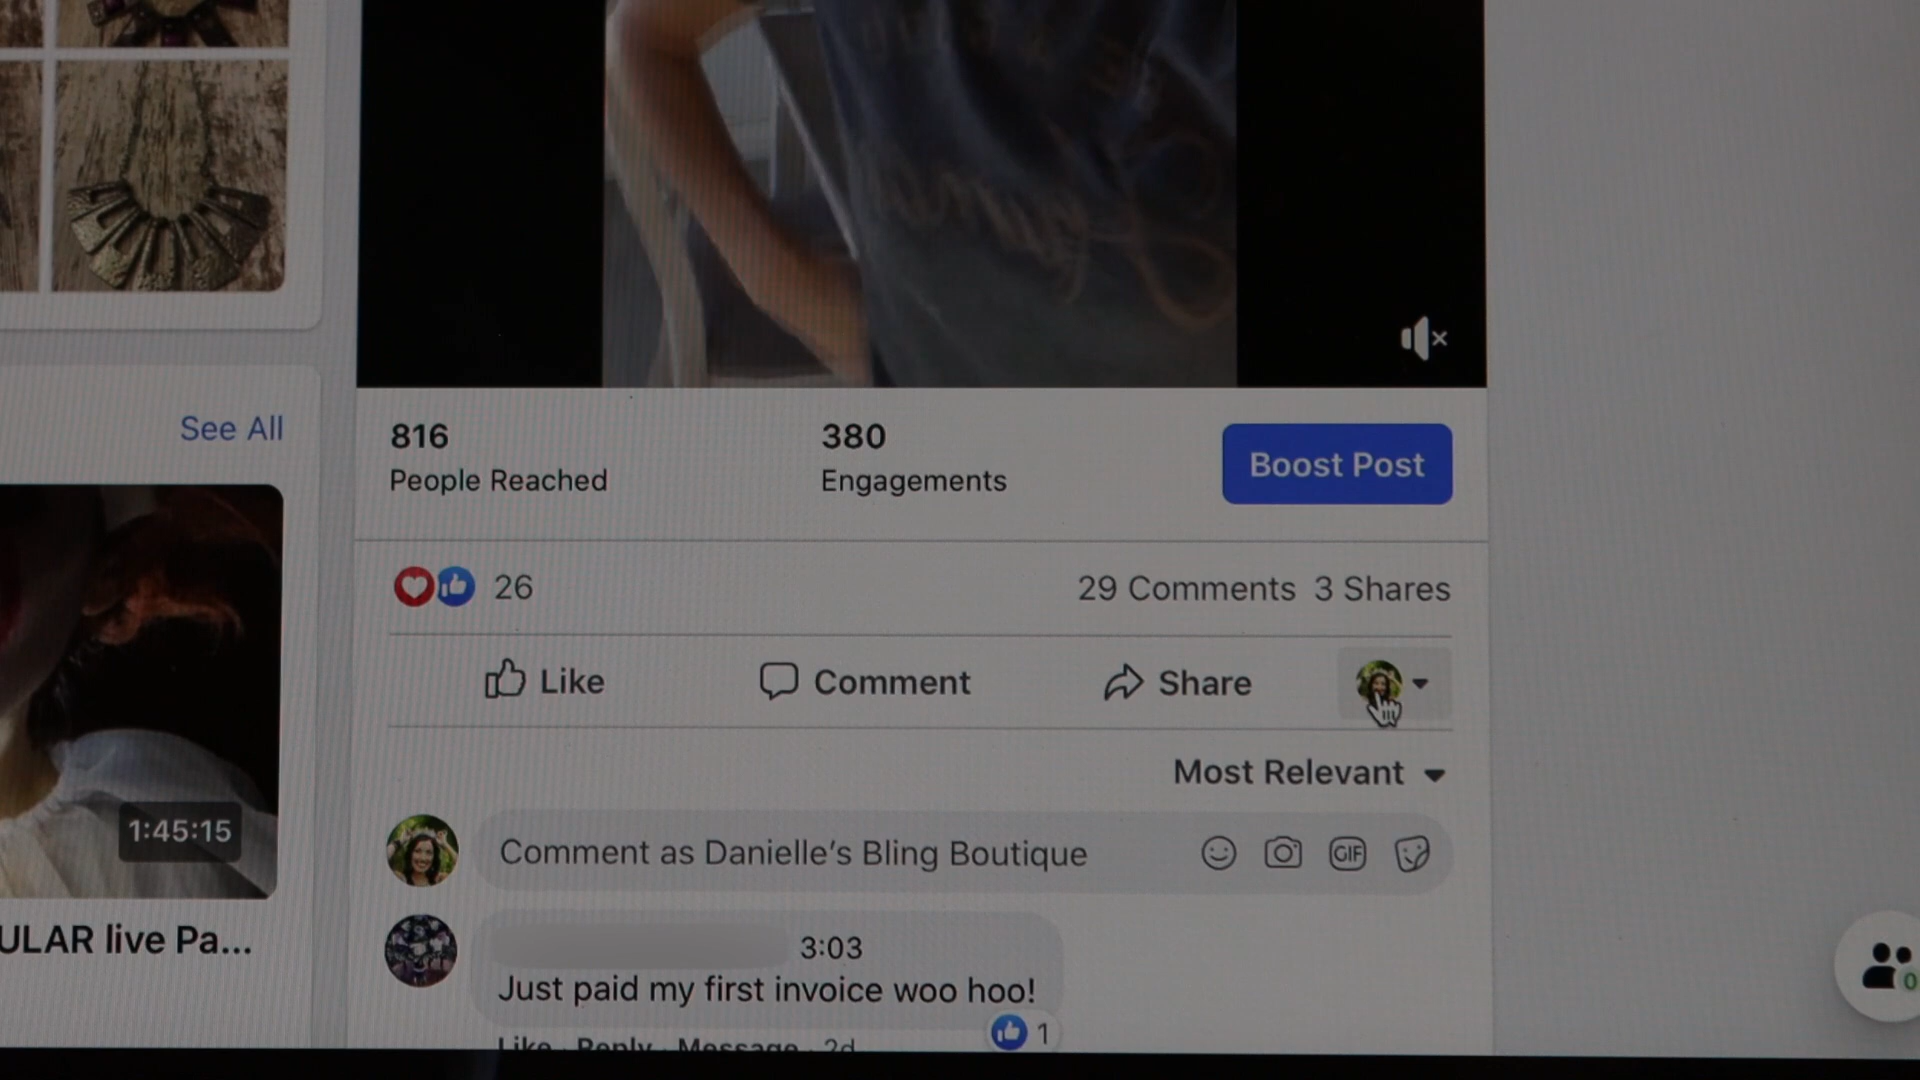 See All
1:45:15
ULAR live Pa...
816
People Reached
380
Engagements
Boost Post
26
29 Comments 3 Shares
Like
Comment
Share
Most Relevant
Comment as Danielle's Bling Boutique
GIF
3:03
Just paid my first invoice woo hoo!
1
Like · Reply · Message · 2d
0